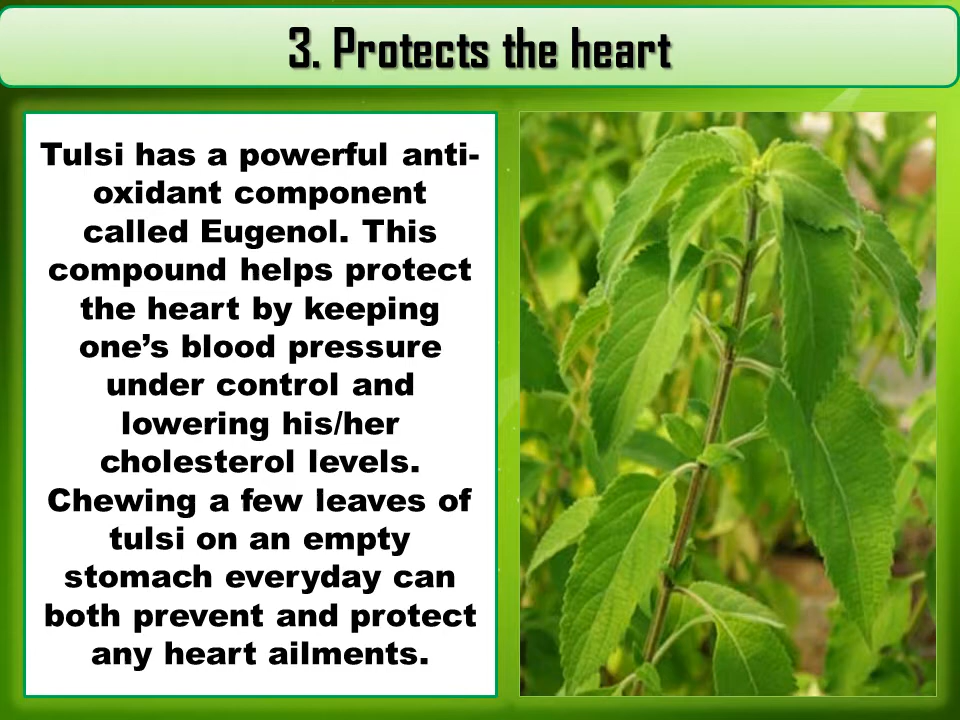 3. Protects the heart
Tulsi has a powerful anti-
oxidant component
called Eugenol. This
compound helps protect
the heart by keeping
one’s blood pressure
under control and
lowering his/her
cholesterol levels.
Chewing a few leaves of
tulsi on an empty
stomach everyday can
both prevent and protect
any heart ailments.